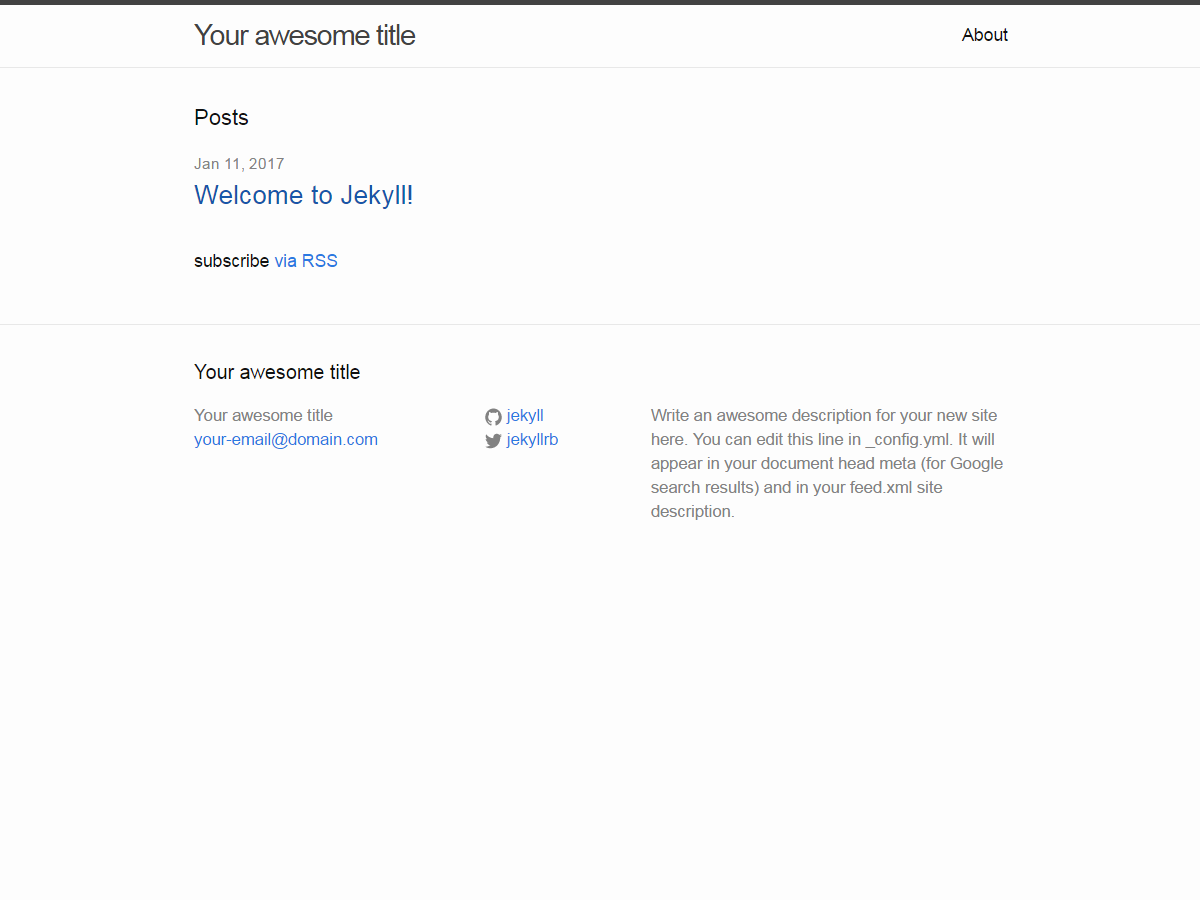 Your awesome title
About
Posts
Jan 11, 2017
Welcome to Jekyll!
subscribe via RSS
Your awesome title
Your awesome title
your-email@domain.com
jekyll
jekyllrb
Write an awesome description for your new site
here. You can edit this line in _config.yml. It will
appear in your document head meta (for Google
search results) and in your feed.xml site
description.